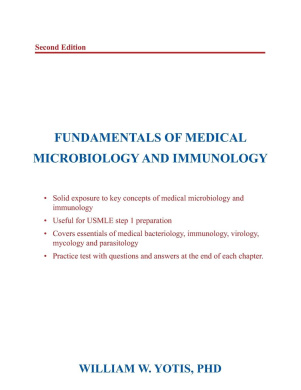 Second Edition
FUNDAMENTALS OF MEDICAL
MICROBIOLOGY AND IMMUNOLOGY
• Solid exposure to key concepts of medical microbiology and
immunology
• Useful for USMLE step 1 preparation
• Covers essentials of medical bacteriology, immunology, virology,
mycology and parasitology
• Practice test with questions and answers at the end of each chapter.
WILLIAM W. YOTIS, PHD